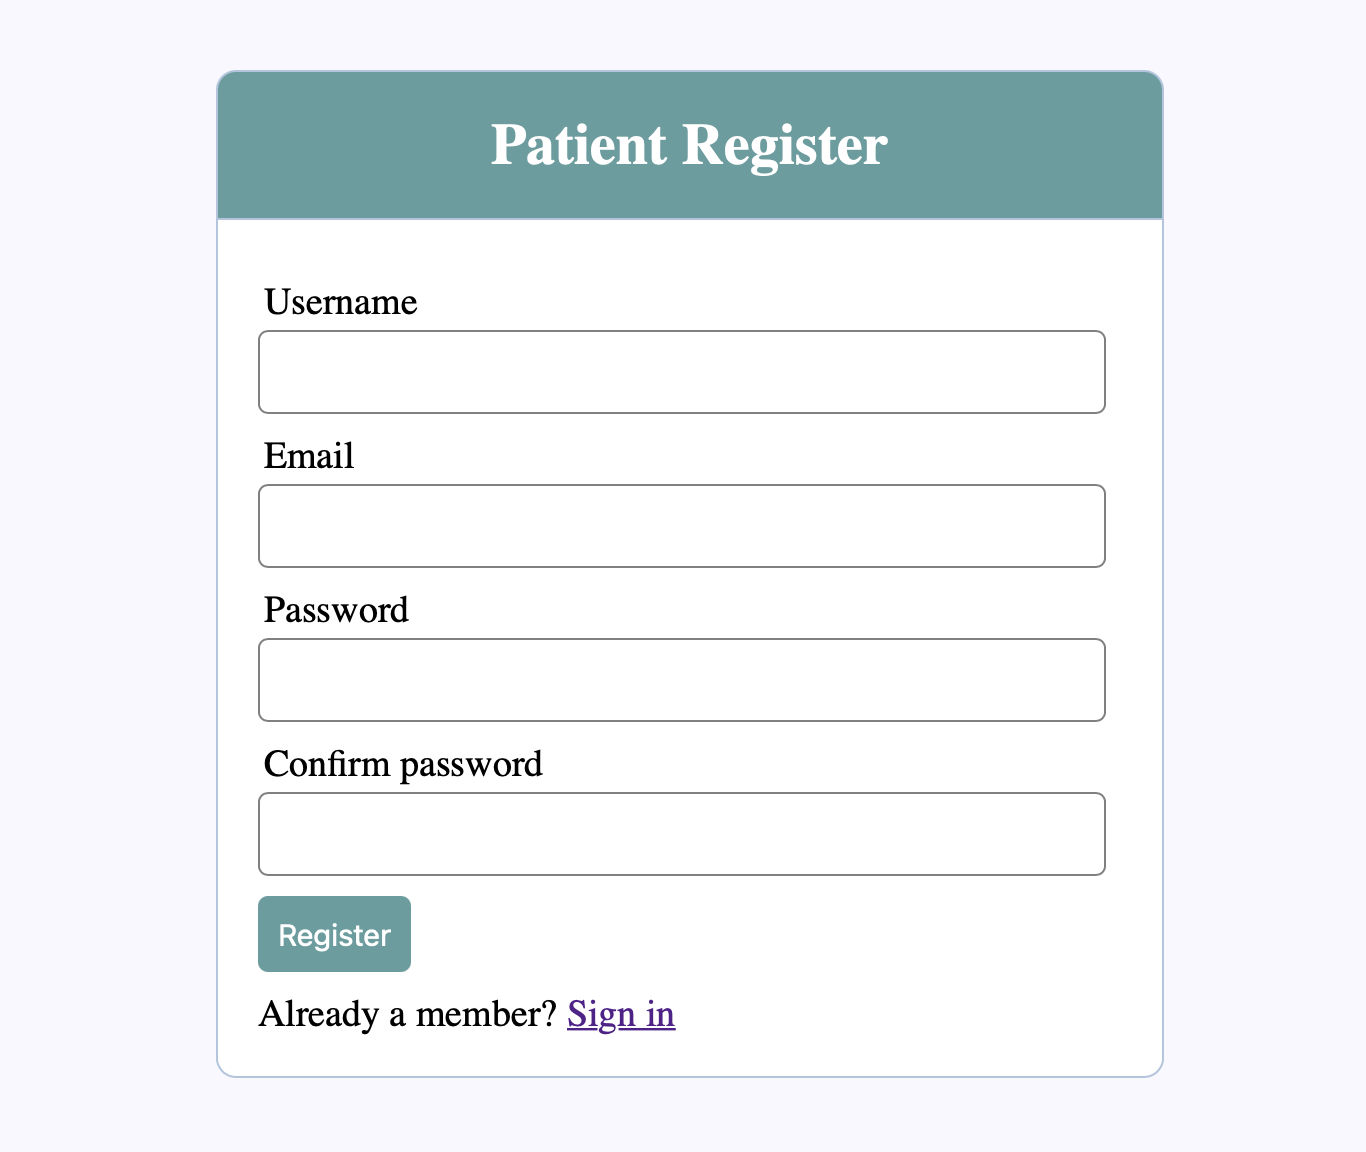 Patient Register
Username
Email
Password
Confirm password
Register
Already a member? Sign in